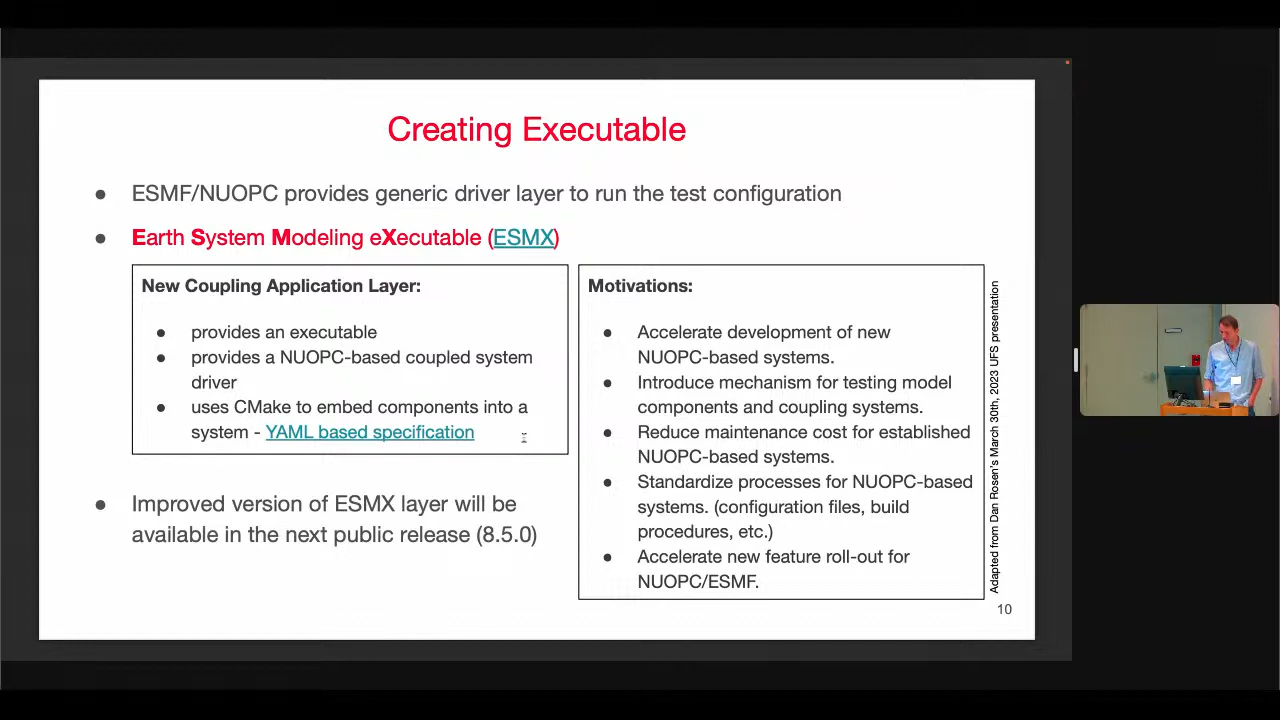 Creating Executable
● ESMF/NUOPC provides generic driver layer to run the test configuration
● Earth System Modeling eXecutable (ESMX)
New Coupling Application Layer:
● provides an executable
● provides a NUOPC-based coupled system
driver
● uses CMake to embed components into a
system - YAML based specification
● Improved version of ESMX layer will be
available in the next public release (8.5.0)
Motivations:
● Accelerate development of new
NUOPC-based systems.
● Introduce mechanism for testing model
components and coupling systems.
● Reduce maintenance cost for established
NUOPC-based systems.
● Standardize processes for NUOPC-based
systems. (configuration files, build
procedures, etc.)
● Accelerate new feature roll-out for
NUOPC/ESMF.
Adapted from Dan Rosen's March 30th, 2023 UFS presentation
10